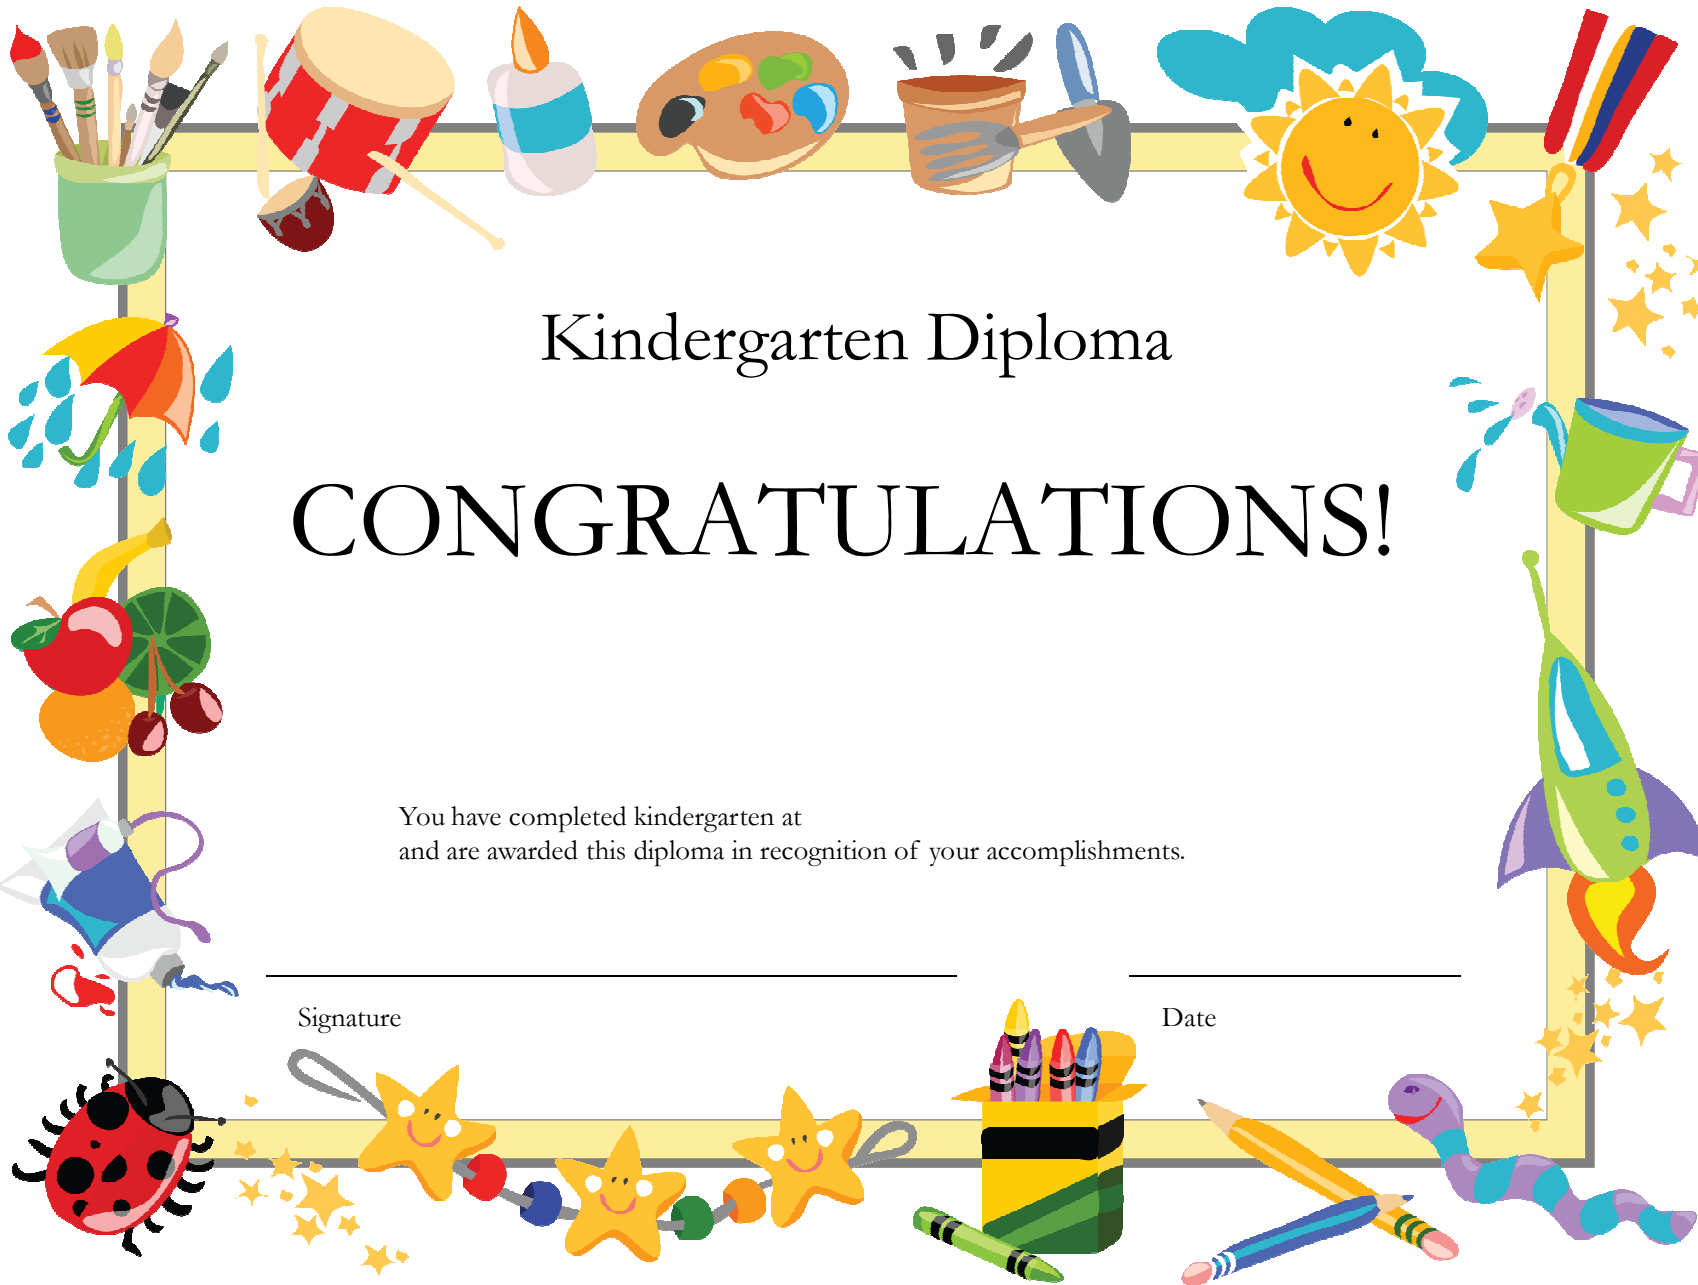 Kindergarten Diploma
CONGRATULATIONS!
You have completed kindergarten at
and are awarded this diploma in recognition of your accomplishments.
Signature
Date